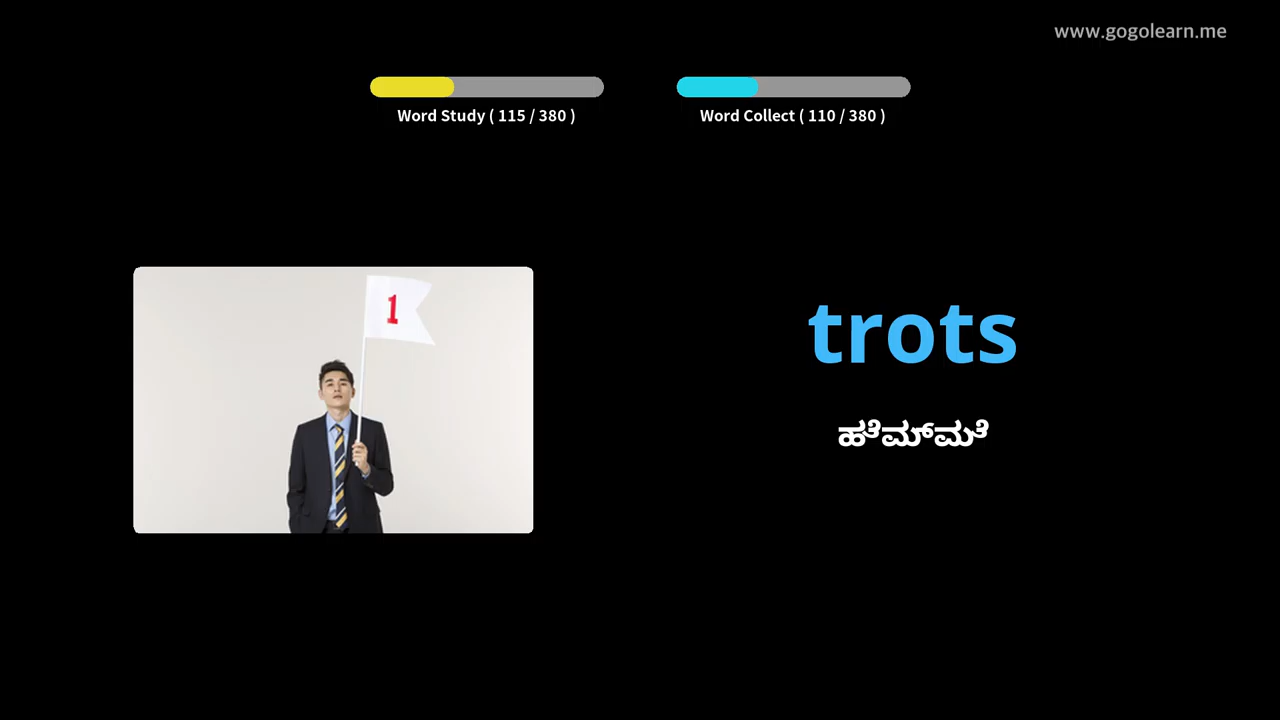 www.gogolearn.me
Word Study ( 115 / 380 )
Word Collect ( 110 / 380 )
1
trots
ಹೆಮ್ಮೆ